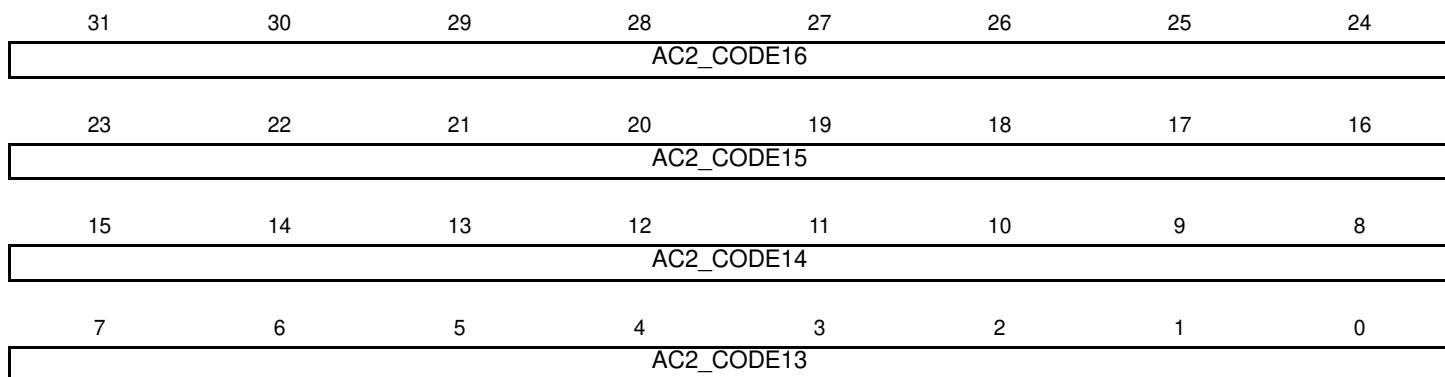 31 30 29 28 27 26 25 24
AC2_CODE16
23 22 21 20 19 18 17 16
AC2_CODE15
15 14 13 12 11 10 9 8
AC2_CODE14
7 6 5 4 3 2 1 0
AC2_CODE13